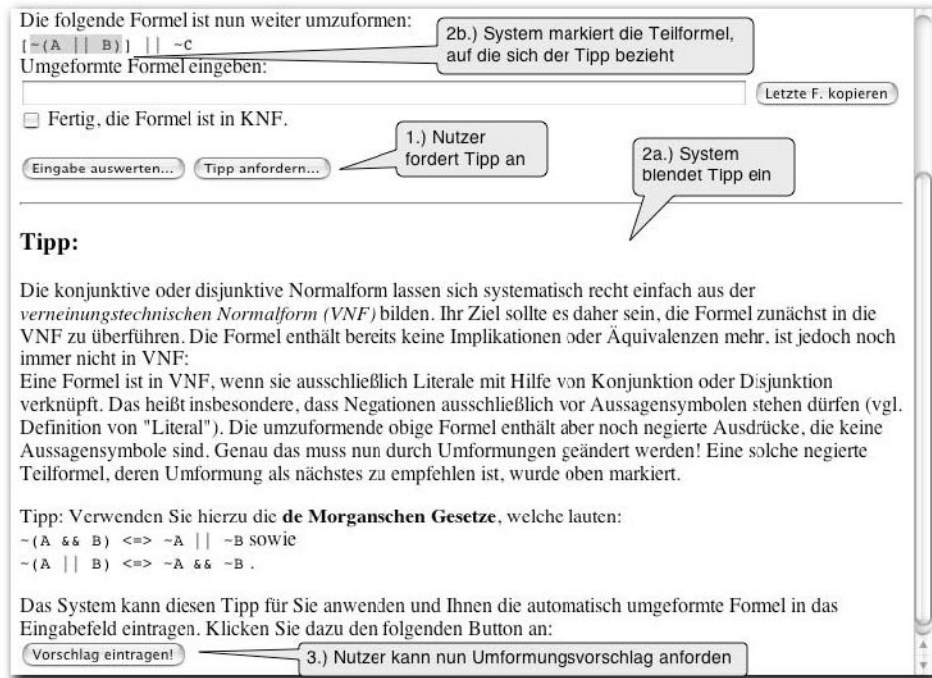 Die folgende Formel ist nun weiter umzuformen:
[~(A || B)] || ~C
2b.) System markiert die Teilformel,
auf die sich der Tipp bezieht
Umgeformte Formel eingeben:
Letzte F. kopieren
Fertig, die Formel ist in KNF.
1.) Nutzer
fordert Tipp an
2a.) System
blendet Tipp ein
Eingabe auswerten...
Tipp anfordern...
Tipp:
Die konjunktive oder disjunktive Normalform lassen sich systematisch recht einfach aus der
verneinungstechnischen Normalform (VNF) bilden. Ihr Ziel sollte es daher sein, die Formel zunächst in die
VNF zu überführen. Die Formel enthält bereits keine Implikationen oder Äquivalenzen mehr, ist jedoch noch
immer nicht in VNF:
Eine Formel ist in VNF, wenn sie ausschließlich Literale mit Hilfe von Konjunktion oder Disjunktion
verknüpft. Das heißt insbesondere, dass Negationen ausschließlich vor Aussagensymbolen stehen dürfen (vgl.
Definition von "Literal"). Die umzuformende obige Formel enthält aber noch negierte Ausdrücke, die keine
Aussagensymbole sind. Genau das muss nun durch Umformungen geändert werden! Eine solche negierte
Teilformel, deren Umformung als nächstes zu empfehlen ist, wurde oben markiert.
Tipp: Verwenden Sie hierzu die de Morganschen Gesetze, welche lauten:
~(A && B) <=> ~A || ~B sowie
~(A || B) <=> ~A && ~B .
Das System kann diesen Tipp für Sie anwenden und Ihnen die automatisch umgeformte Formel in das
Eingabefeld eintragen. Klicken Sie dazu den folgenden Button an:
Vorschlag eintragen!
3.) Nutzer kann nun Umformungsvorschlag anforden